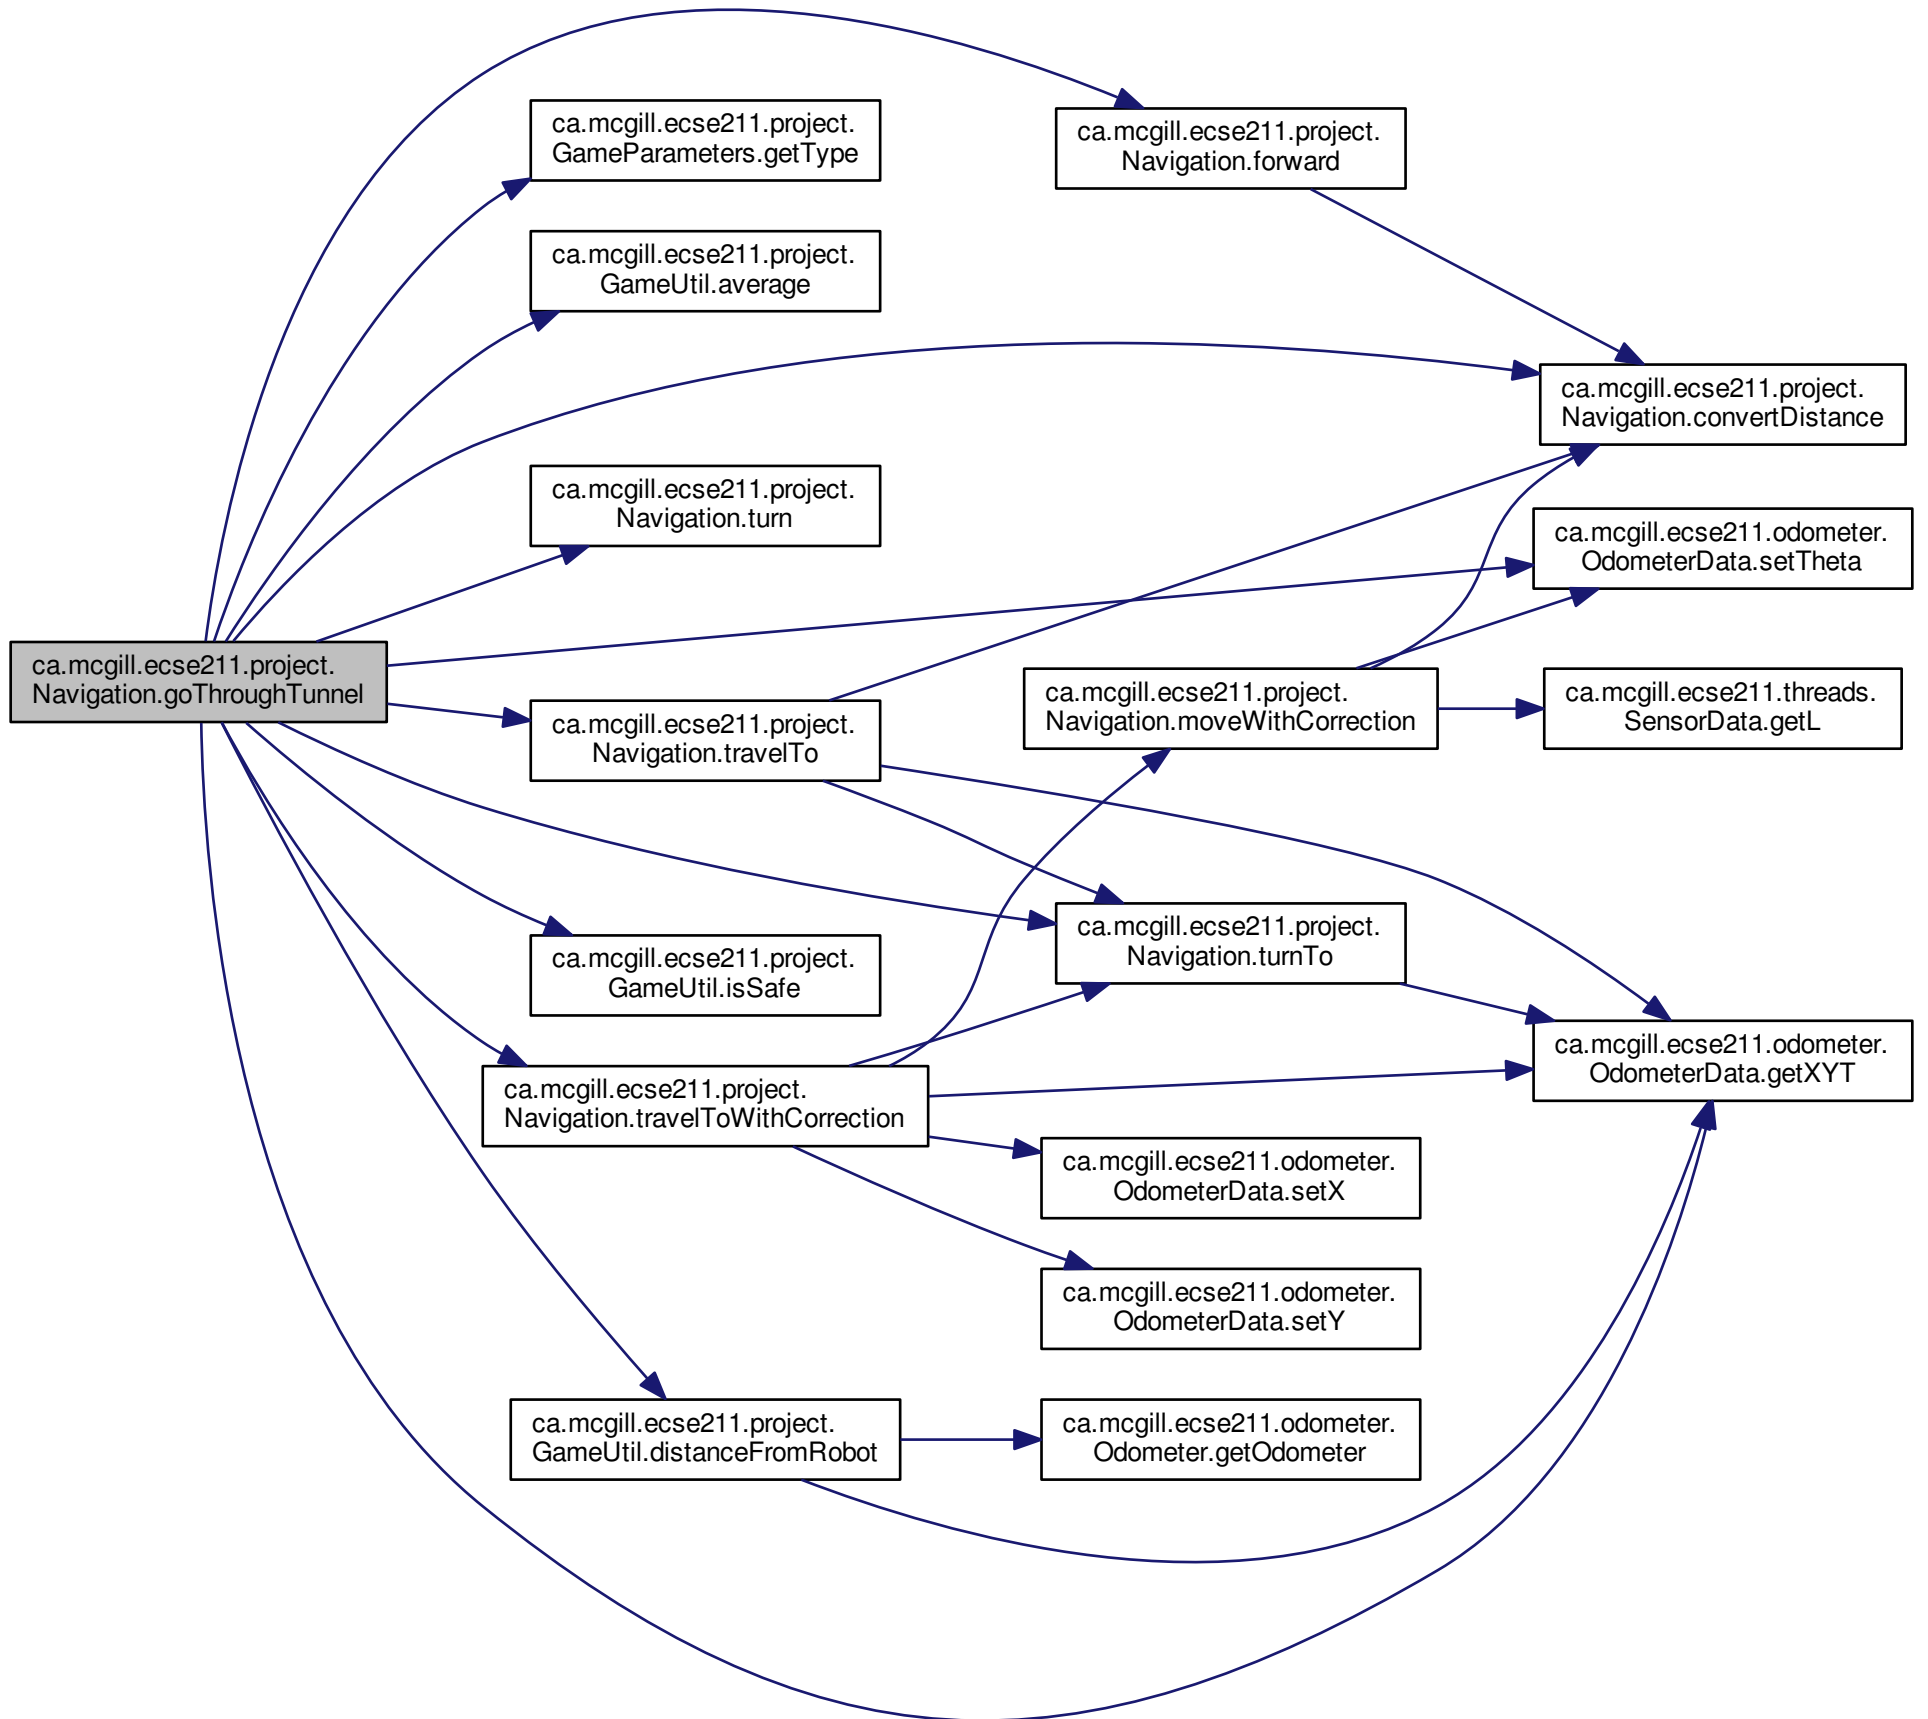 ca.mcgill.ecse211.project.
GameParameters.getType
ca.mcgill.ecse211.project.
Navigation.forward
ca.mcgill.ecse211.project.
GameUtil.average
ca.mcgill.ecse211.project.
Navigation.convertDistance
ca.mcgill.ecse211.project.
Navigation.turn
ca.mcgill.ecse211.odometer.
OdometerData.setTheta
ca.mcgill.ecse211.project.
Navigation.goThroughTunnel
ca.mcgill.ecse211.project.
Navigation.travelTo
ca.mcgill.ecse211.project.
Navigation.moveWithCorrection
ca.mcgill.ecse211.threads.
SensorData.getL
ca.mcgill.ecse211.project.
Navigation.turnTo
ca.mcgill.ecse211.project.
GameUtil.isSafe
ca.mcgill.ecse211.odometer.
OdometerData.getXYT
ca.mcgill.ecse211.project.
Navigation.travelToWithCorrection
ca.mcgill.ecse211.odometer.
OdometerData.setX
ca.mcgill.ecse211.odometer.
OdometerData.setY
ca.mcgill.ecse211.project.
GameUtil.distanceFromRobot
ca.mcgill.ecse211.odometer.
Odometer.getOdometer